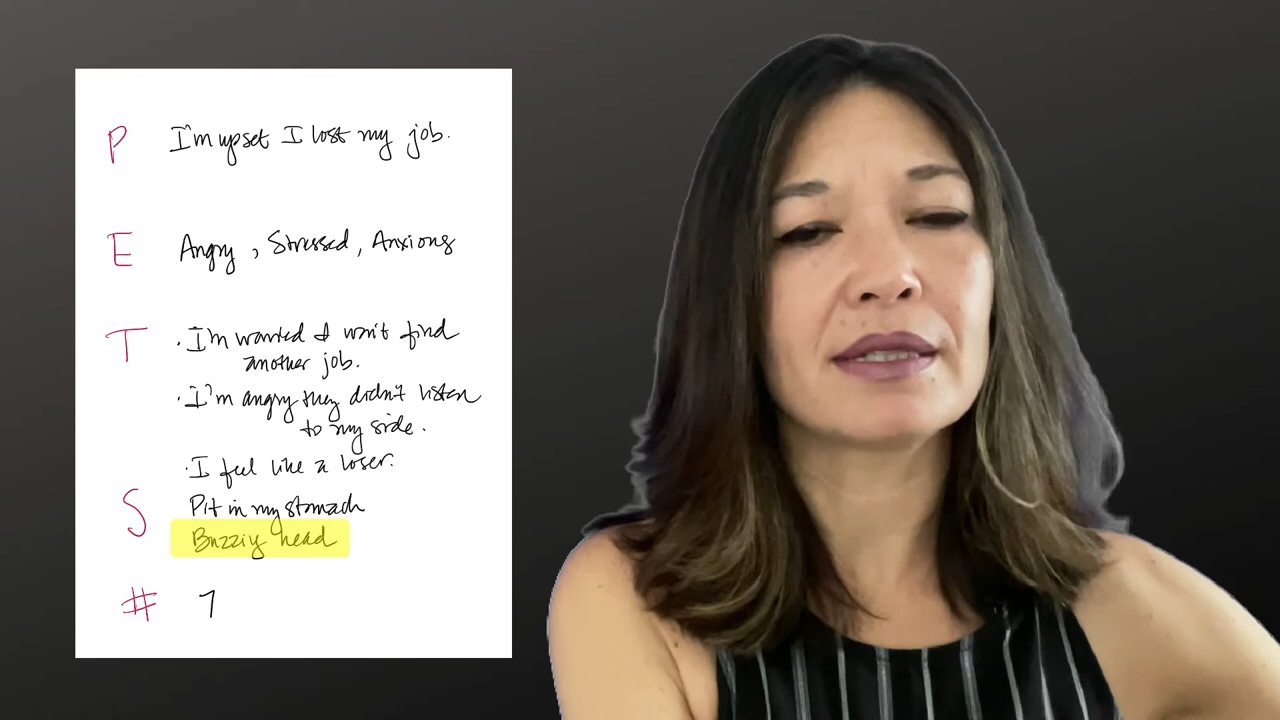 P I'm upset I lost my job.
E Angry, Stressed, Anxious
T · I'm worried I won't find
another job.
· I'm angry they didn't listen
to my side.
· I feel like a loser.
S Pit in my stomach
Buzziy head
# 7